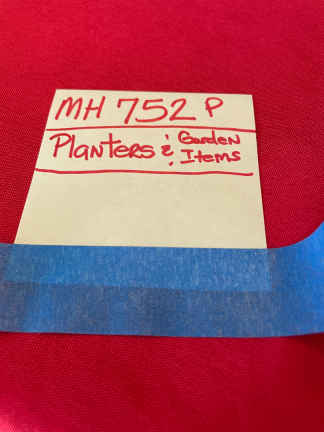 MH 752 P
Planters & Garden
Items